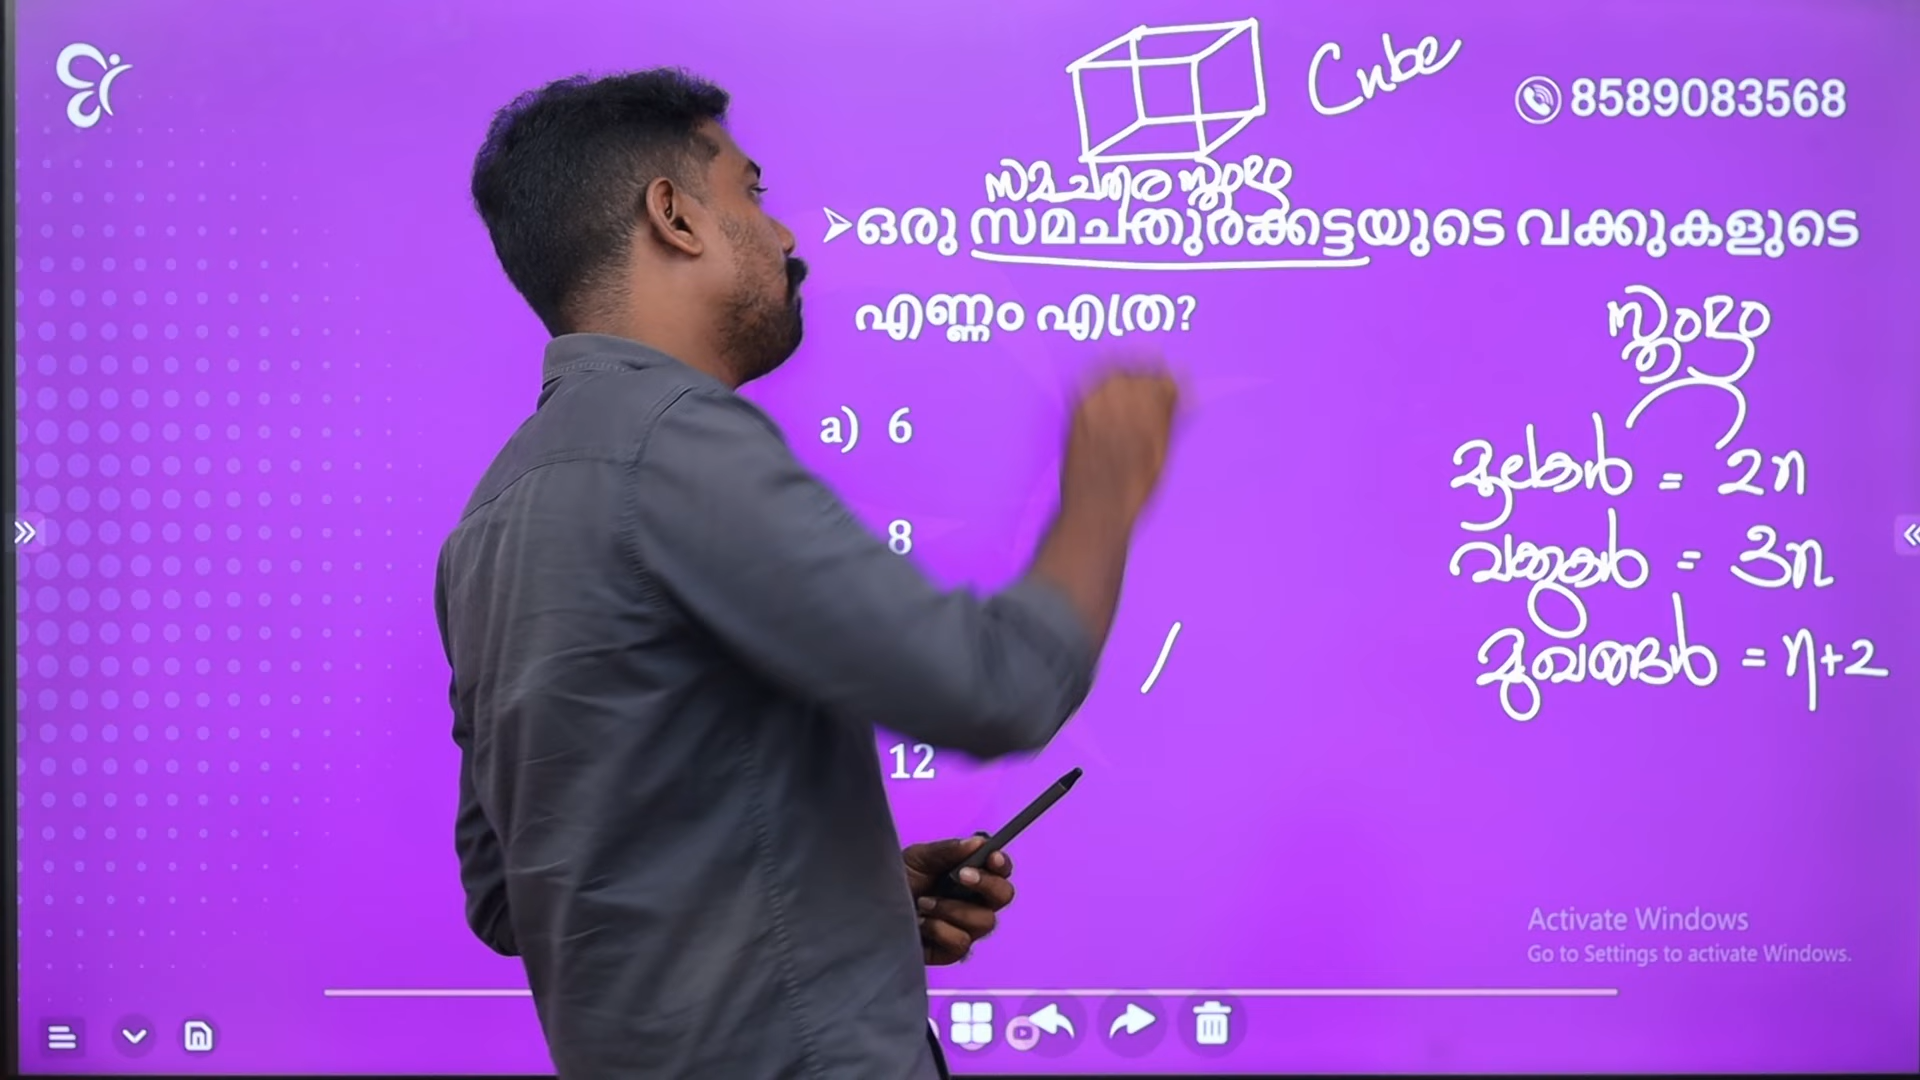 Cube
8589083568
സമചതുര സ്തംഭം
ഒരു സമചതുരക്കട്ടയുടെ വക്കുകളുടെ
എണ്ണം എത്ര?
സ്തംഭം
a) 6
മൂലകൾ = 2n
8
വക്കുകൾ = 3n
മുഖങ്ങൾ = n+2
12
Activate Windows
Go to Settings to activate Windows.